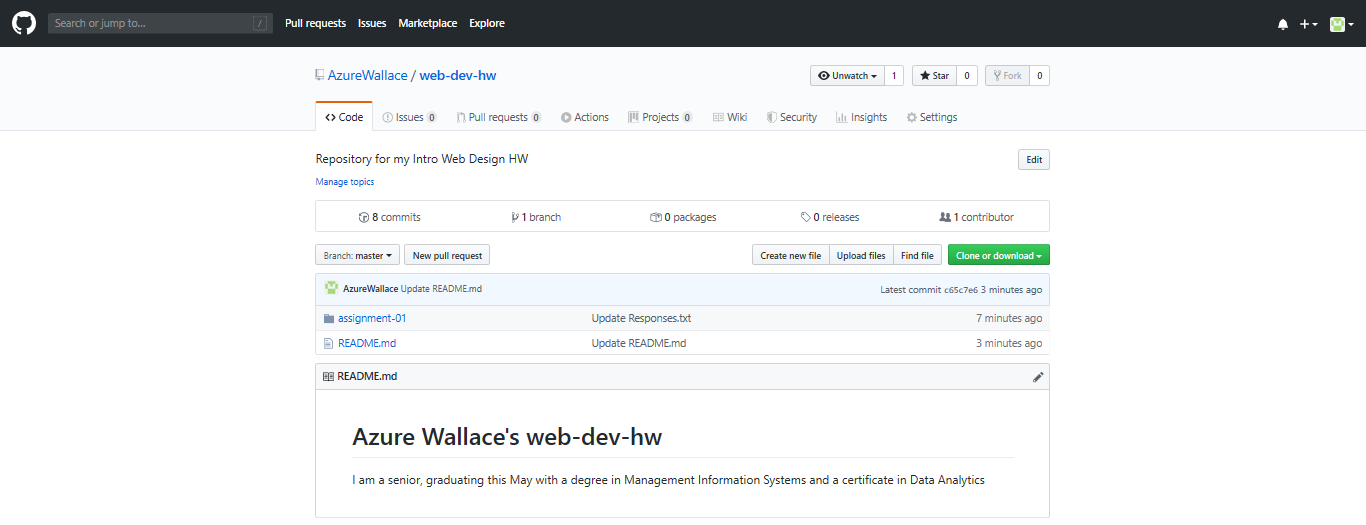 Search or jump to... / Pull requests Issues Marketplace Explore
AzureWallace / web-dev-hw Unwatch 1 Star 0 Fork 0
Code Issues 0 Pull requests 0 Actions Projects 0 Wiki Security Insights Settings
Repository for my Intro Web Design HW Edit
Manage topics
8 commits 1 branch 0 packages 0 releases 1 contributor
Branch: master New pull request Create new file Upload files Find file Clone or download
AzureWallace Update README.md Latest commit c65c7e6 3 minutes ago
assignment-01 Update Responses.txt 7 minutes ago
README.md Update README.md 3 minutes ago
README.md
Azure Wallace's web-dev-hw
I am a senior, graduating this May with a degree in Management Information Systems and a certificate in Data Analytics